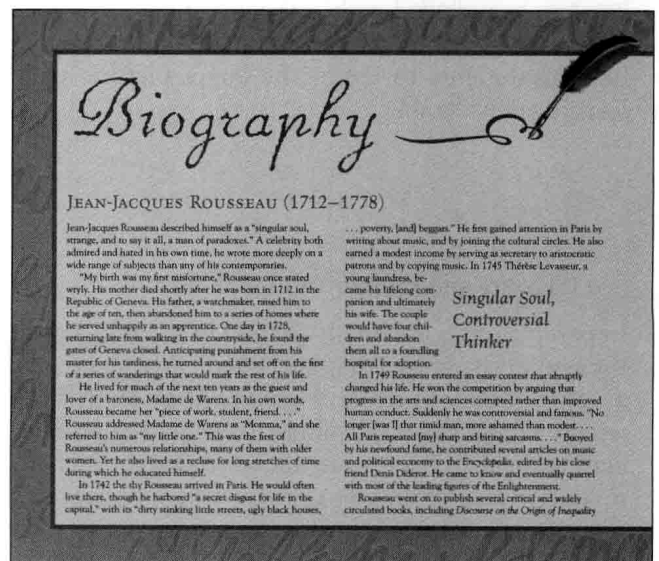 Biography
JEAN-JACQUES ROUSSEAU (1712–1778)
Jean-Jacques Rousseau described himself as a "singular soul,
strange, and to say it all, a man of paradoxes." A celebrity both
admired and hated in his own time, he wrote more deeply on a
wide range of subjects than any of his contemporaries.
"My birth was my first misfortune," Rousseau once stated
wryly. His mother died shortly after he was born in 1712 in the
Republic of Geneva. His father, a watchmaker, raised him to
the age of ten, then abandoned him to a series of homes where
he served unhappily as an apprentice. One day in 1728,
returning late from walking in the countryside, he found the
gates of Geneva closed. Anticipating punishment from his
master for his tardiness, he turned around and set off on the first
of a series of wanderings that would mark the rest of his life.
He lived for much of the next ten years as the guest and
lover of a baroness, Madame de Warens. In his own words,
Rousseau became her "piece of work, student, friend. . . ."
Rousseau addressed Madame de Warens as "Momma," and she
referred to him as "my little one." This was the first of
Rousseau's numerous relationships, many of them with older
women. Yet he also lived as a recluse for long stretches of time
during which he educated himself.
In 1742 the shy Rousseau arrived in Paris. He would often
live there, though he harbored "a secret disgust for life in the
capital," with its "dirty stinking little streets, ugly black houses,
. . . poverty, [and] beggars." He first gained attention in Paris by
writing about music, and by joining the cultural circles. He also
earned a modest income by serving as secretary to aristocratic
patrons and by copying music. In 1745 Thérèse Levasseur, a
young laundress, be-
came his lifelong com-
panion and ultimately
his wife. The couple
would have four chil-
dren and abandon
them all to a foundling
hospital for adoption.
Singular Soul,
Controversial
Thinker
In 1749 Rousseau entered an essay contest that abruptly
changed his life. He won the competition by arguing that
progress in the arts and sciences corrupted rather than improved
human conduct. Suddenly he was controversial and famous. "No
longer [was I] that timid man, more ashamed than modest. . . .
All Paris repeated [my] sharp and biting sarcasms. . . ." Buoyed
by his newfound fame, he contributed several articles on music
and political economy to the Encyclopedia, edited by his close
friend Denis Diderot. He came to know and eventually quarrel
with most of the leading figures of the Enlightenment.
Rousseau went on to publish several critical and widely
circulated books, including Discourse on the Origin of Inequality